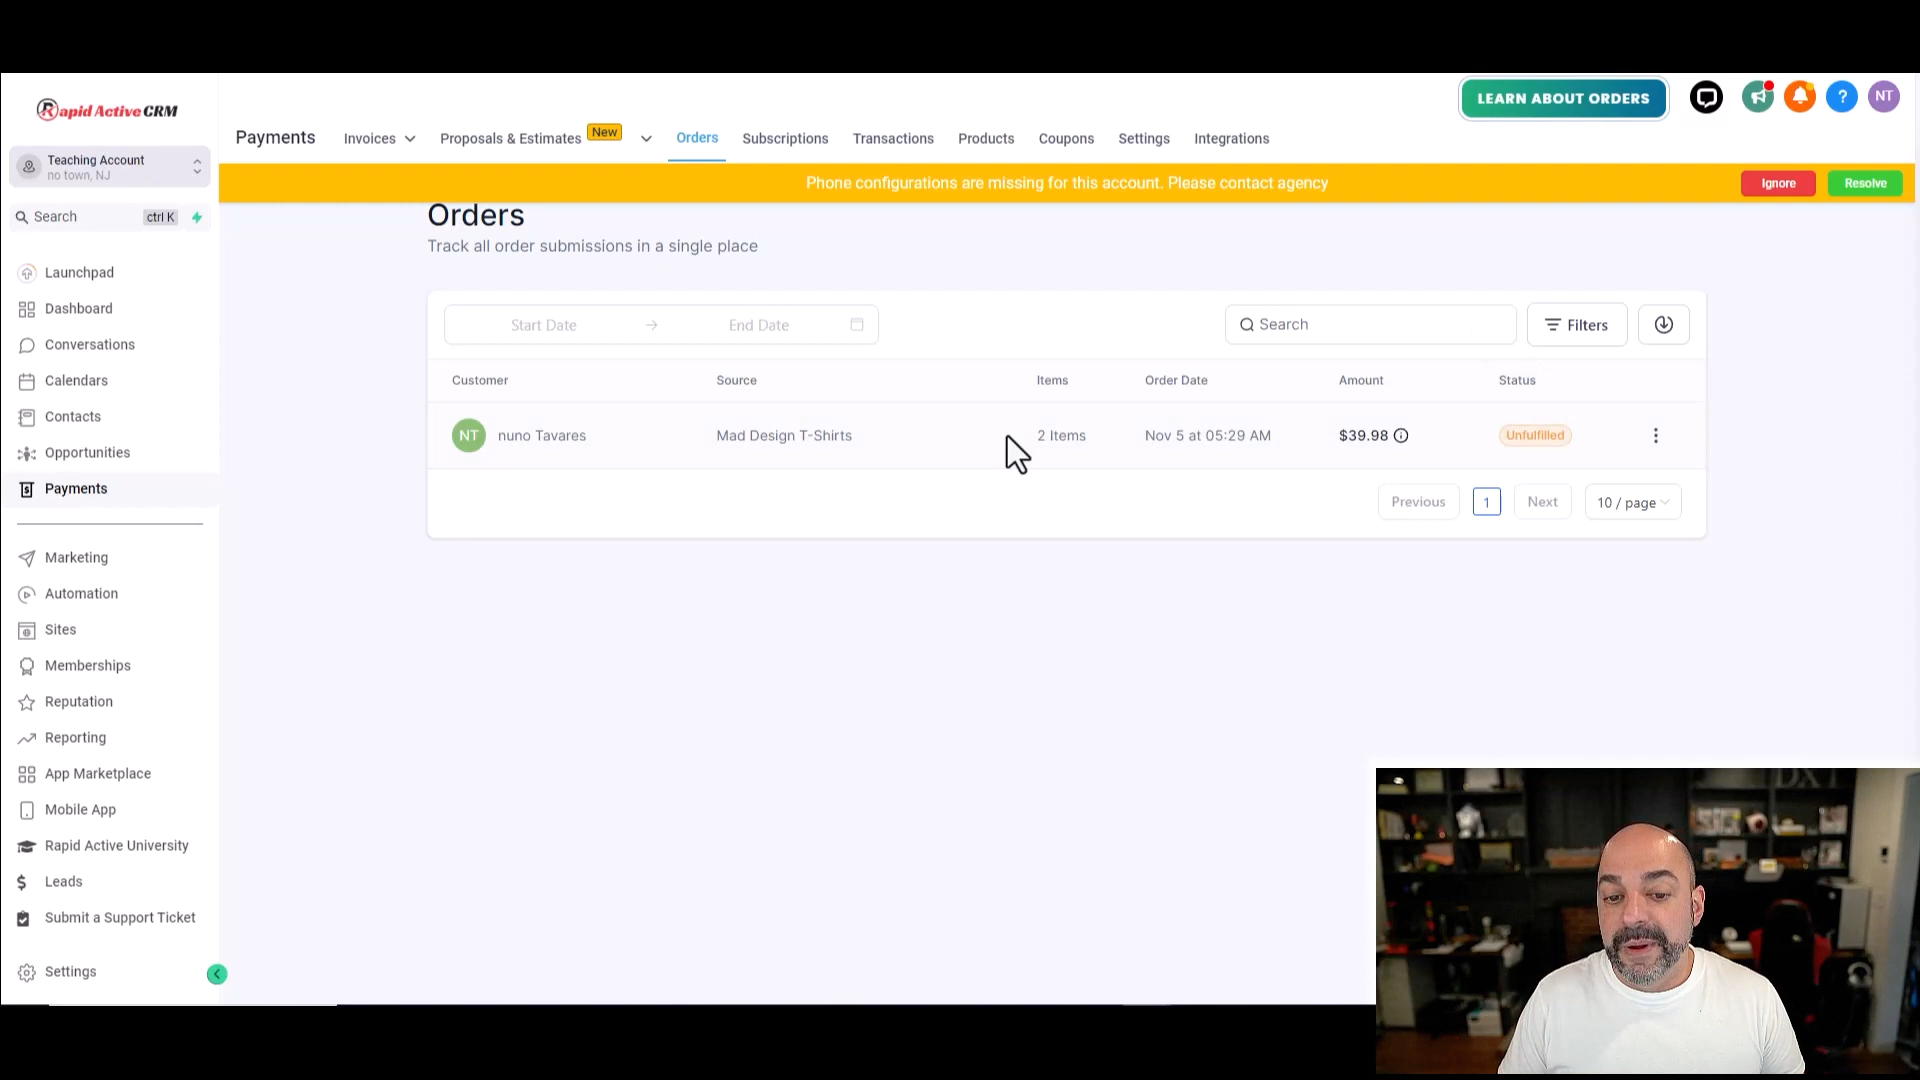 Rapid Active CRM
LEARN ABOUT ORDERS
NT
Payments
Invoices
Proposals & Estimates
New
Orders
Subscriptions
Transactions
Products
Coupons
Settings
Integrations
Teaching Account
no town, NJ
Phone configurations are missing for this account. Please contact agency
Ignore
Resolve
Search
ctrl K
Launchpad
Dashboard
Conversations
Calendars
Contacts
Opportunities
Payments
Marketing
Automation
Sites
Memberships
Reputation
Reporting
App Marketplace
Mobile App
Rapid Active University
Leads
Submit a Support Ticket
Settings
Orders
Track all order submissions in a single place
Start Date
End Date
Search
Filters
Customer
Source
Items
Order Date
Amount
Status
NT
nuno Tavares
Mad Design T-Shirts
2 Items
Nov 5 at 05:29 AM
$39.98
Unfulfilled
Previous
1
Next
10 / page